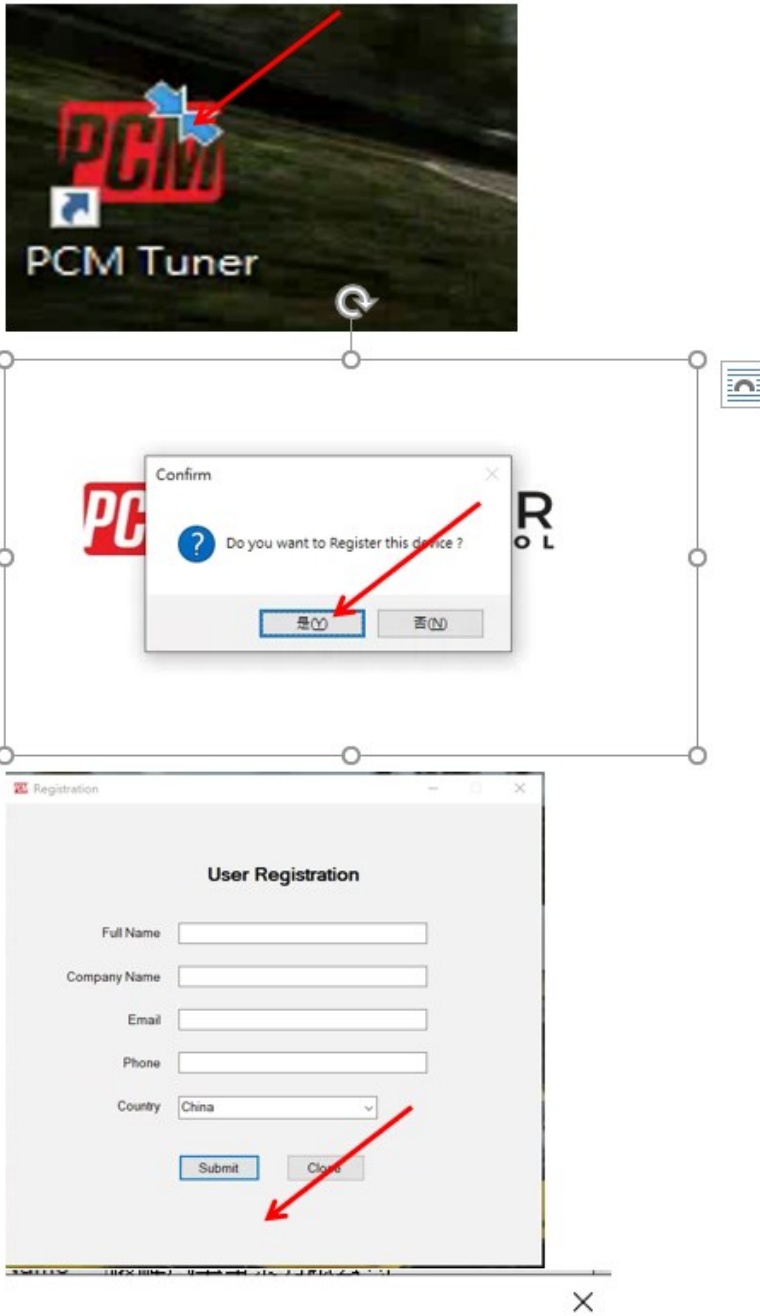 PCM
PCM Tuner
Confirm
PC
R
Do you want to Register this device ?
O L
是(Y)
否(N)
Registration
User Registration
Full Name
Company Name
Email
Phone
Country
China
Submit
Close